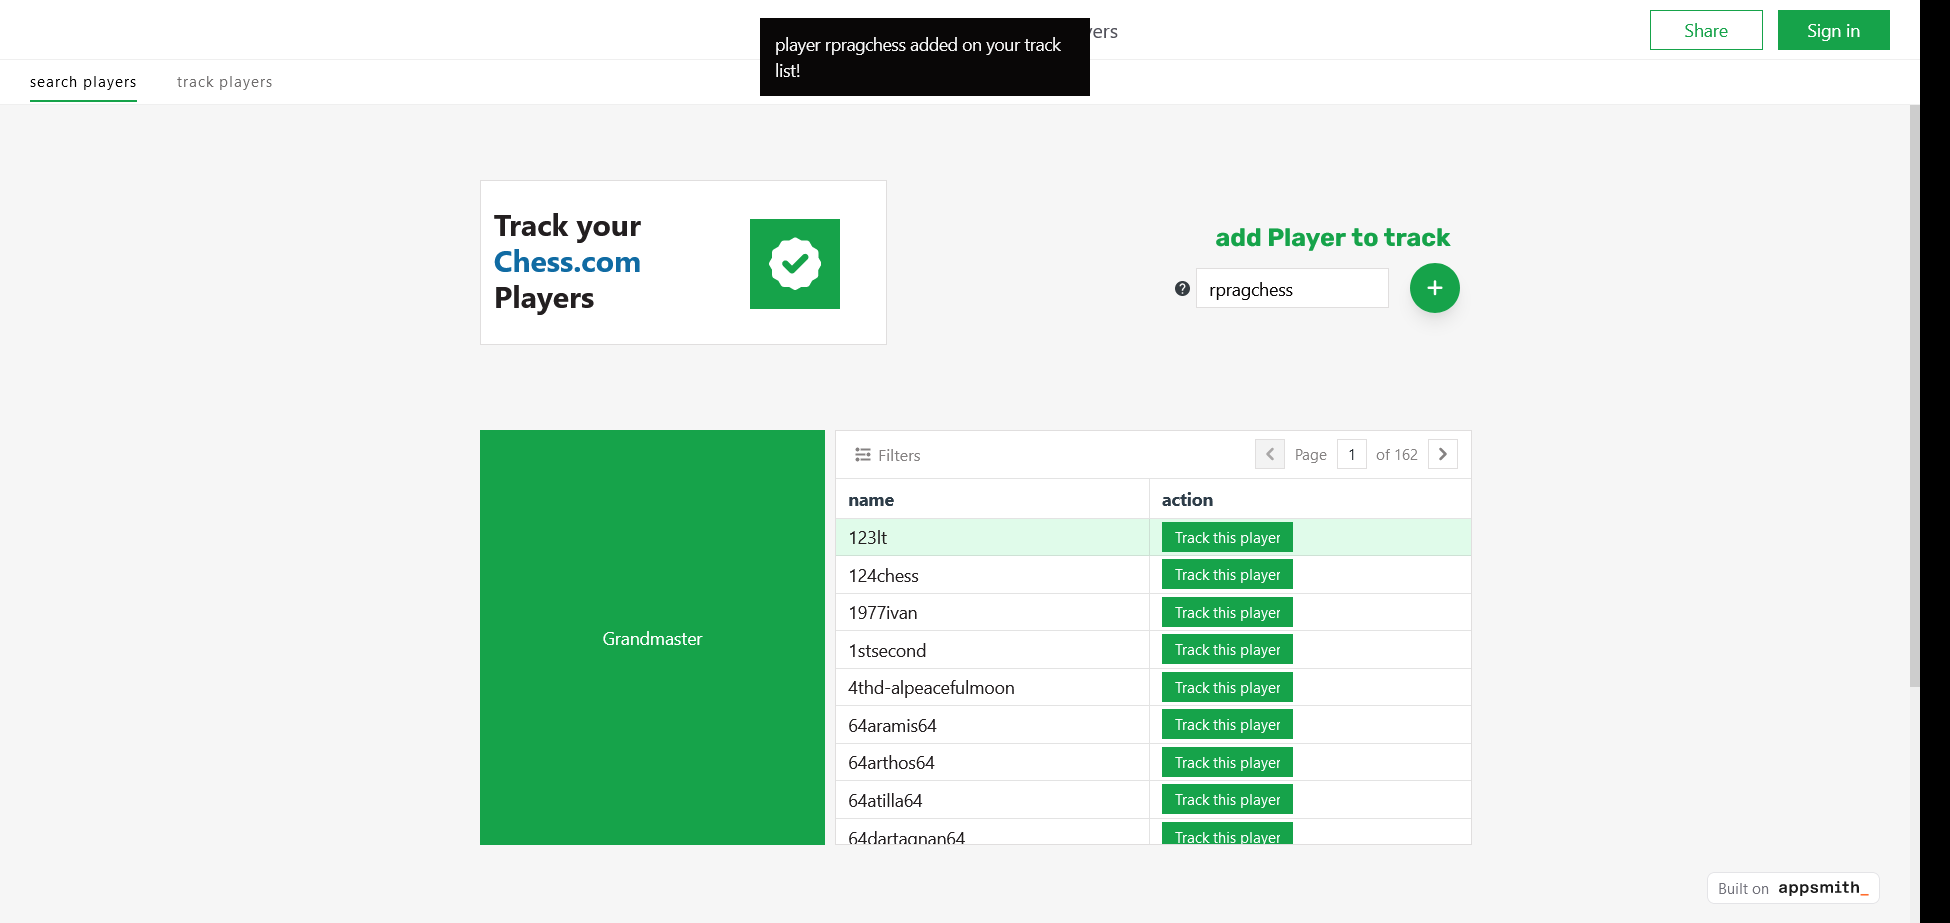 player rpragchess added on your track
list!
Share
Sign in
search players
track players
Track your
Chess.com
Players
add Player to track
rpragchess
Filters
Page 1 of 162
name action
123lt Track this player
124chess Track this player
1977ivan Track this player
1stsecond Track this player
4thd-alpeacefulmoon Track this player
64aramis64 Track this player
64arthos64 Track this player
64atilla64 Track this player
64dartagnan64 Track this player
Grandmaster
Built on appsmith_